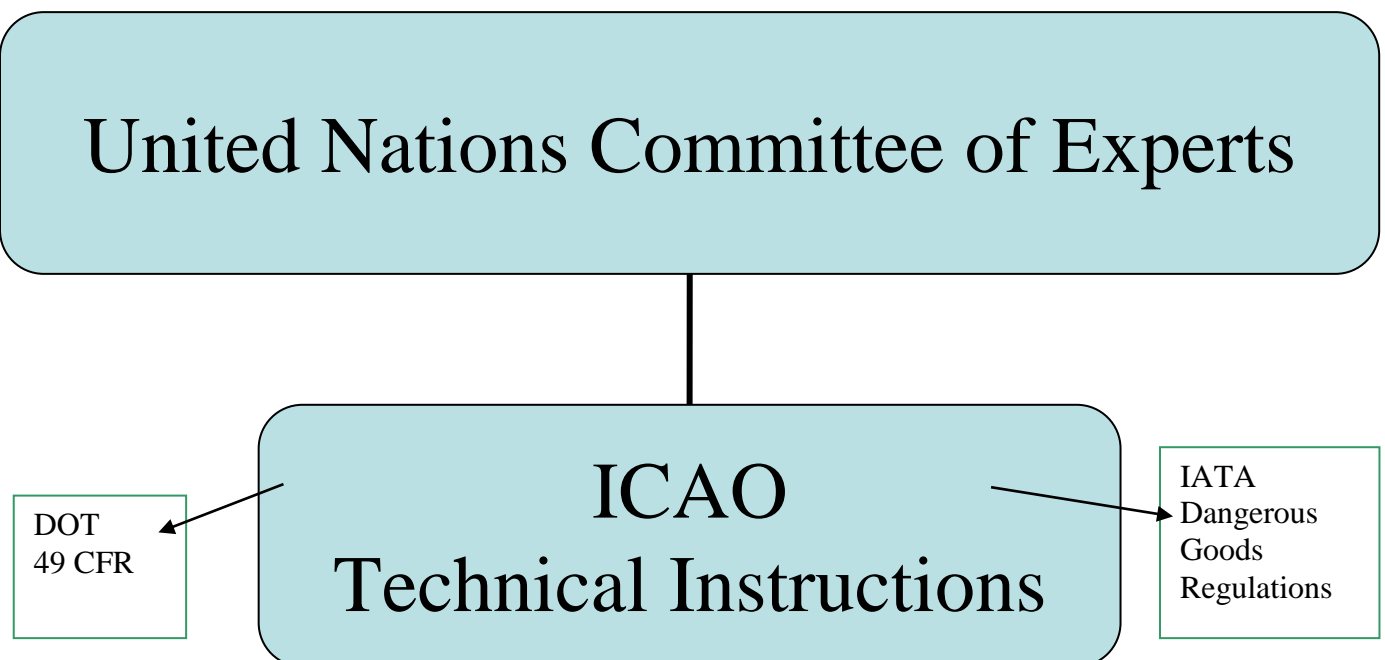 United Nations Committee of Experts
ICAO
Technical Instructions
DOT
49 CFR
IATA
Dangerous
Goods
Regulations